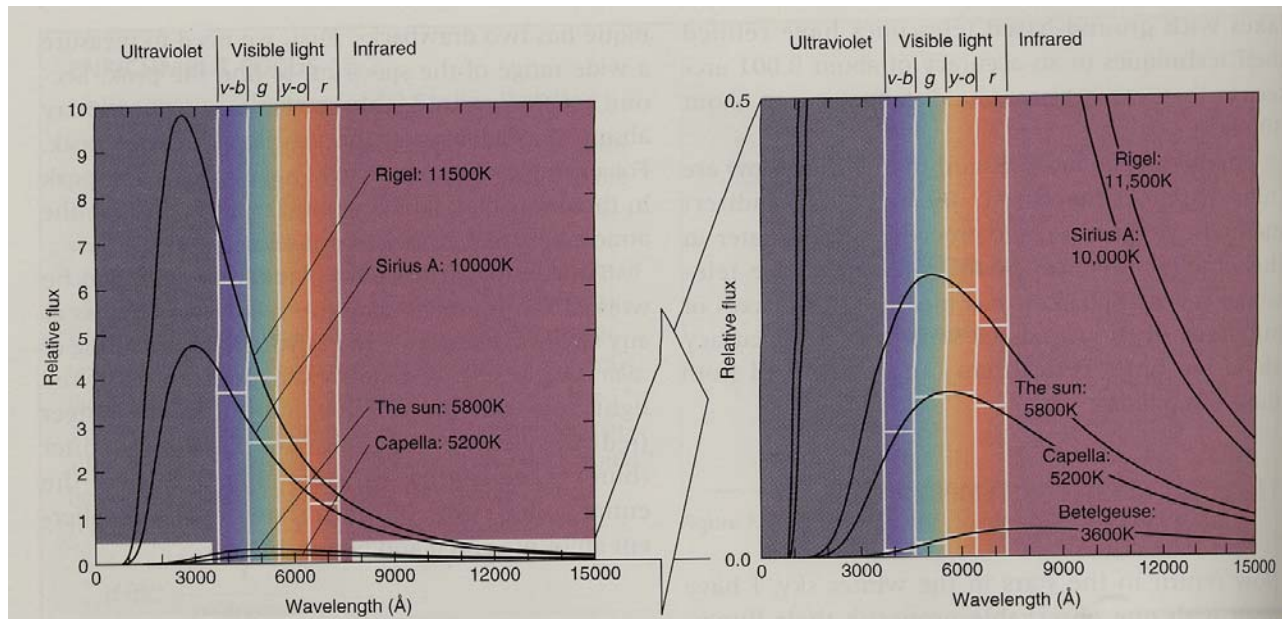 Ultraviolet Visible light Infrared
v-b g y-o r
10
9
8
7
6
5
4
3
2
1
0
Relative flux
Rigel: 11500K
Sirius A: 10000K
The sun: 5800K
Capella: 5200K
0 3000 6000 9000 12000 15000
Wavelength (Å)
Ultraviolet Visible light Infrared
v-b g y-o r
0.5
0.0
Relative flux
Rigel:
11,500K
Sirius A:
10,000K
The sun:
5800K
Capella:
5200K
Betelgeuse:
3600K
0 3000 6000 9000 12000 15000
Wavelength (Å)